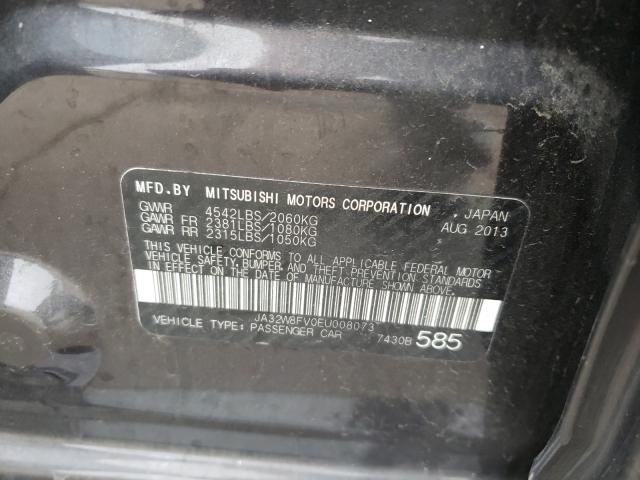 MFD.BY MITSUBISHI MOTORS CORPORATION , JAPAN
GVWR 4542LBS/2060KG AUG 2013
GAWR FR 2381LBS/1080KG
GAWR RR 2315LBS/1050KG
THIS VEHICLE CONFORMS TO ALL APPLICABLE FEDERAL MOTOR
VEHICLE SAFETY,BUMPER,AND THEFT PREVENTION STANDARDS
IN EFFECT ON THE DATE OF MANUFACTURE SHOWN ABOVE.
JA32W8FV0EU008073
VEHICLE TYPE: PASSENGER CAR 7430B 585